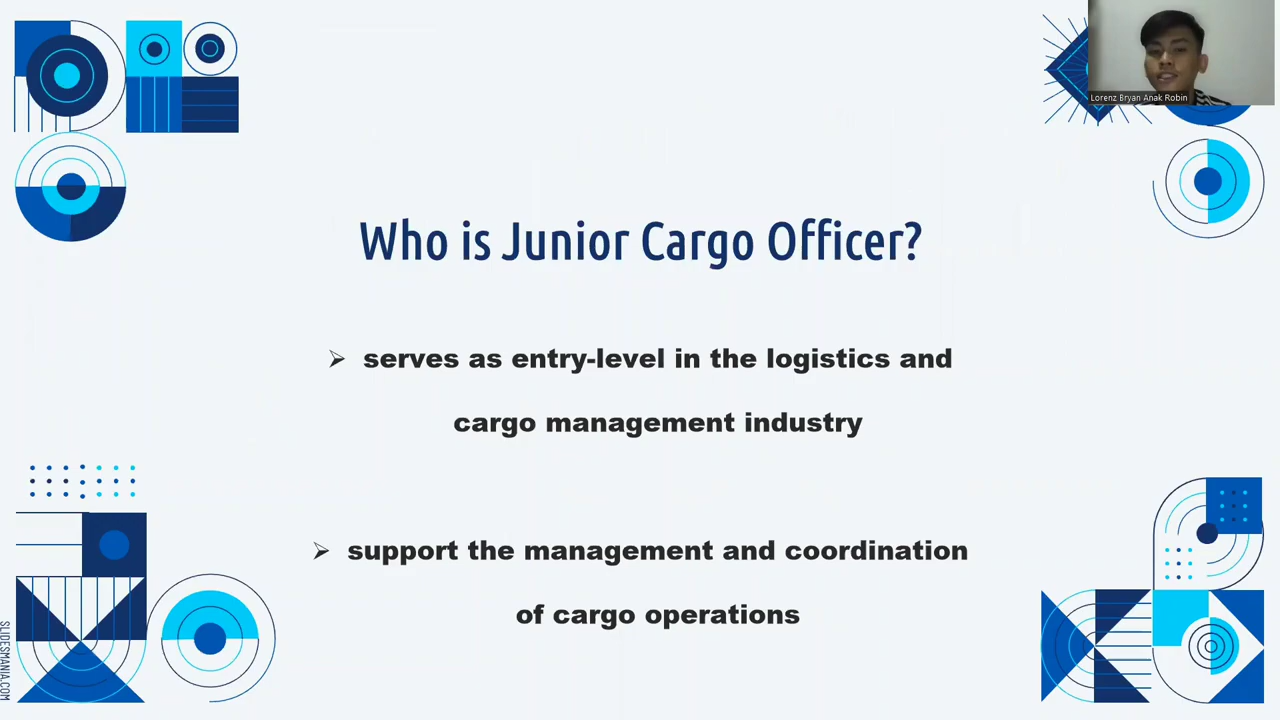 Lorenz Bryan Anak Robin
Who is Junior Cargo Officer?
➢ serves as entry-level in the logistics and
cargo management industry
➢ support the management and coordination
of cargo operations
SLIDESMANIA.COM